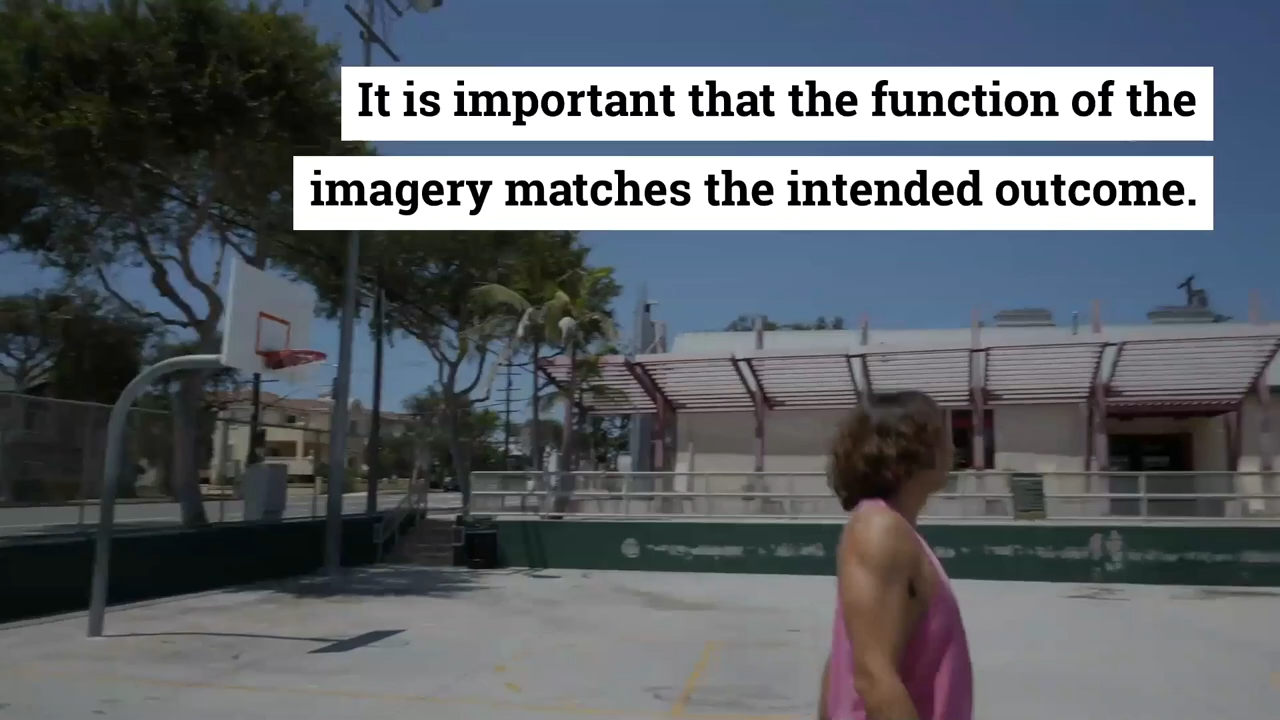 It is important that the function of the
imagery matches the intended outcome.